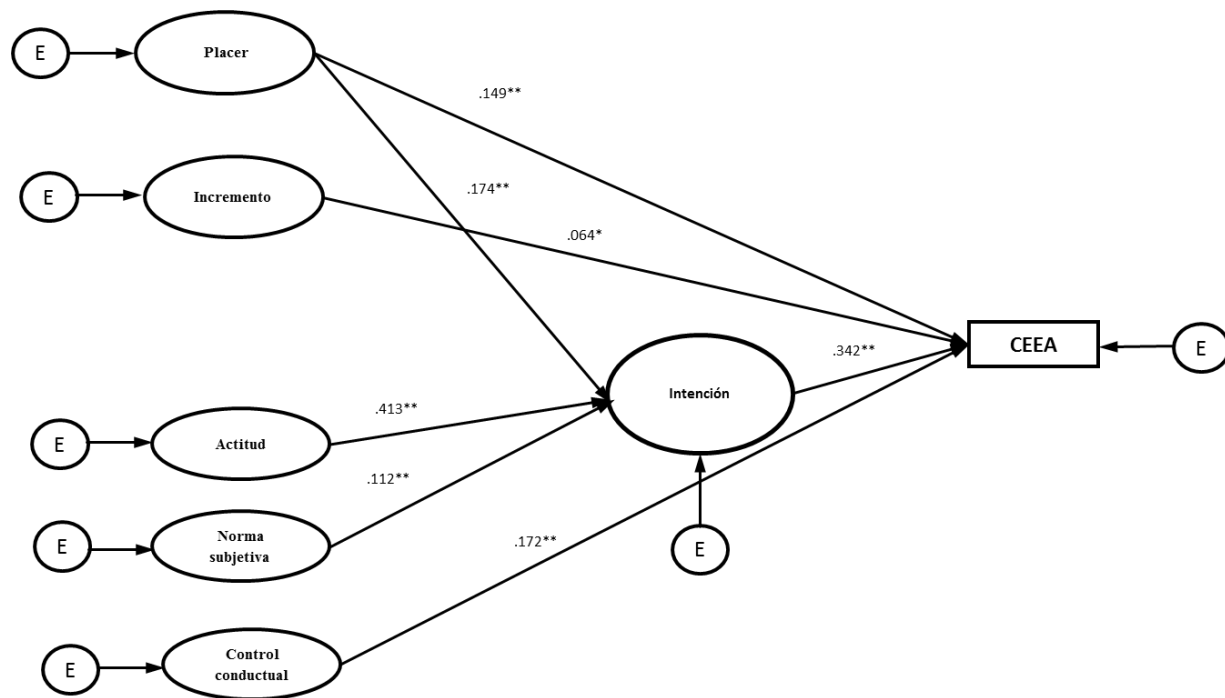 E
Placer
.149**
E
Incremento
.174**
.064*
CEEA
E
.342**
Intención
.413**
E
Actitud
.112**
E
Norma
subjetiva
.172**
E
E
Control
conductual